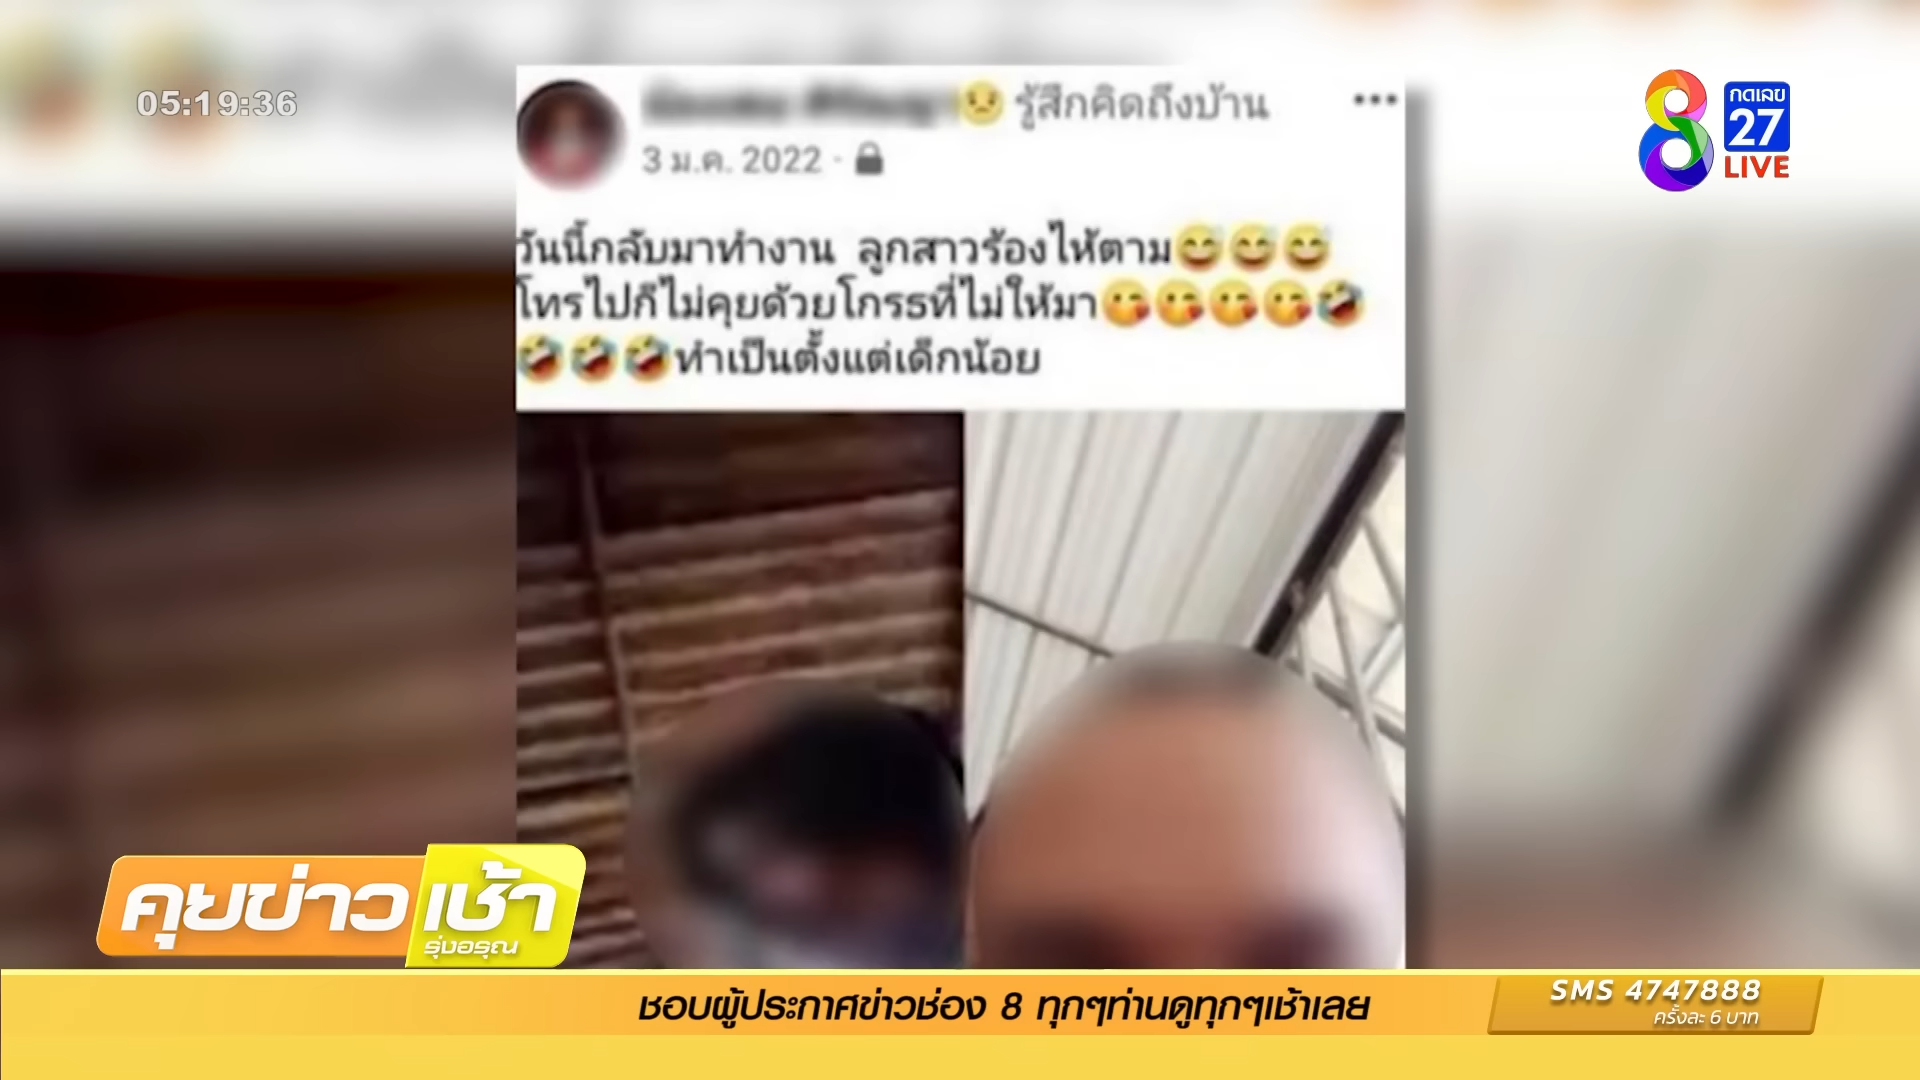 05:19:36
รู้สึกคิดถึงบ้าน
3 ม.ค. 2022
วันนี้กลับมาทำงาน ลูกสาวร้องไห้ตาม😅😅😅
โทรไปก็ไม่คุยด้วยโกรธที่ไม่ให้มา😘😘😘😘🤣
🤣🤣🤣ทำเป็นตั้งแต่เด็กน้อย
8
กดเลข
27
LIVE
คุยข่าวเช้า
รุ่งอรุณ
ชอบผู้ประกาศข่าวช่อง 8 ทุกๆท่านดูทุกๆเช้าเลย
SMS 4747888
ครั้งละ 6 บาท